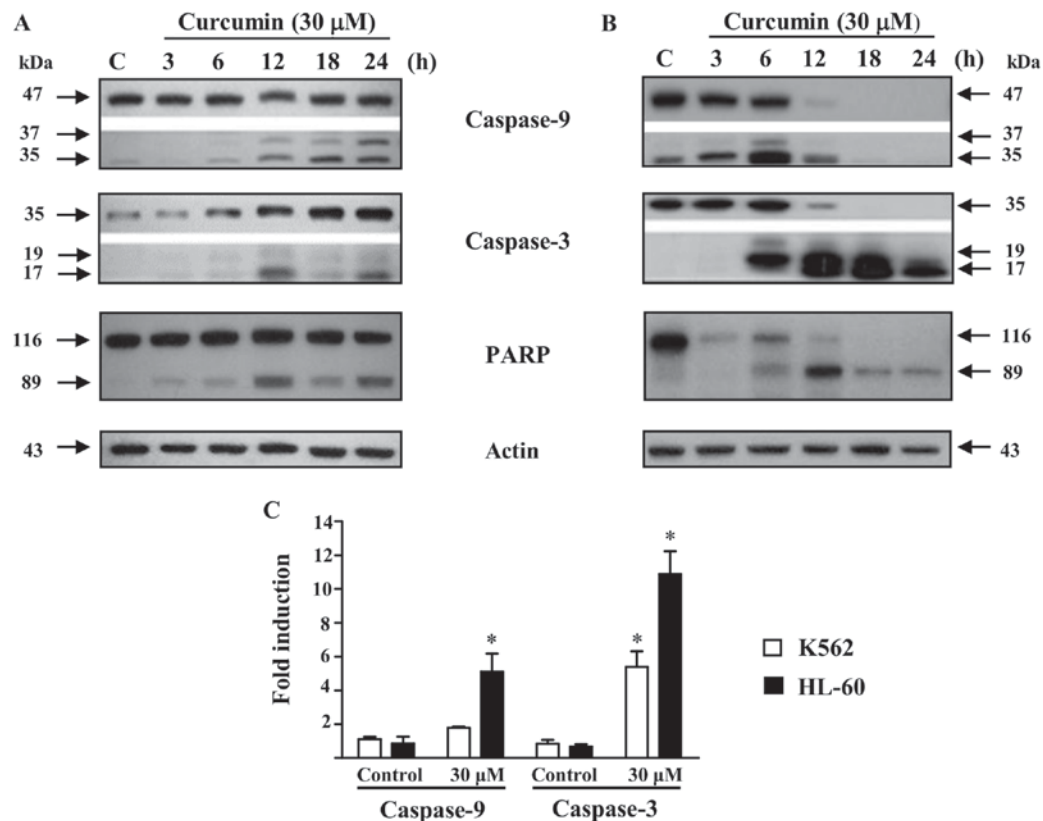 A
Curcumin (30 µM)
kDa
C 3 6 12 18 24 (h)
47
37
35
35
19
17
116
89
43
Caspase-9
Caspase-3
PARP
Actin
B
Curcumin (30 µM)
C 3 6 12 18 24 (h)
kDa
47
37
35
35
19
17
116
89
43
C
Fold induction
14
12
10
8
6
4
2
*
*
*
Control 30 µM Control 30 µM
Caspase-9 Caspase-3
K562
HL-60